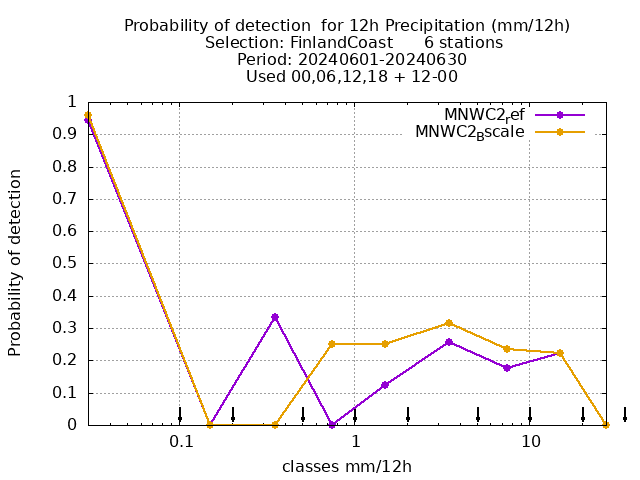 Probability of detection for 12h Precipitation (mm/12h)
Selection: FinlandCoast 6 stations
Period: 20240601-20240630
Used 00,06,12,18 + 12-00
MNWC2ref
MNWC2Bscale
1
0.9
0.8
0.7
0.6
0.5
0.4
0.3
0.2
0.1
0
Probability of detection
0.1 1 10
classes mm/12h